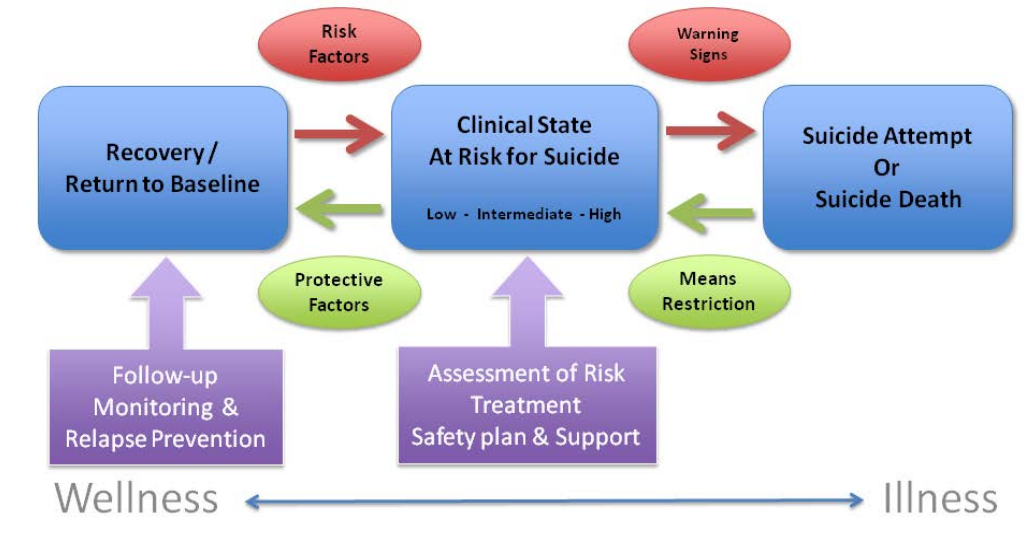 Risk
Factors
Warning
Signs
Recovery /
Return to Baseline
Clinical State
At Risk for Suicide
Low - Intermediate - High
Suicide Attempt
Or
Suicide Death
Protective
Factors
Means
Restriction
Follow-up
Monitoring &
Relapse Prevention
Assessment of Risk
Treatment
Safety plan & Support
Wellness
Illness